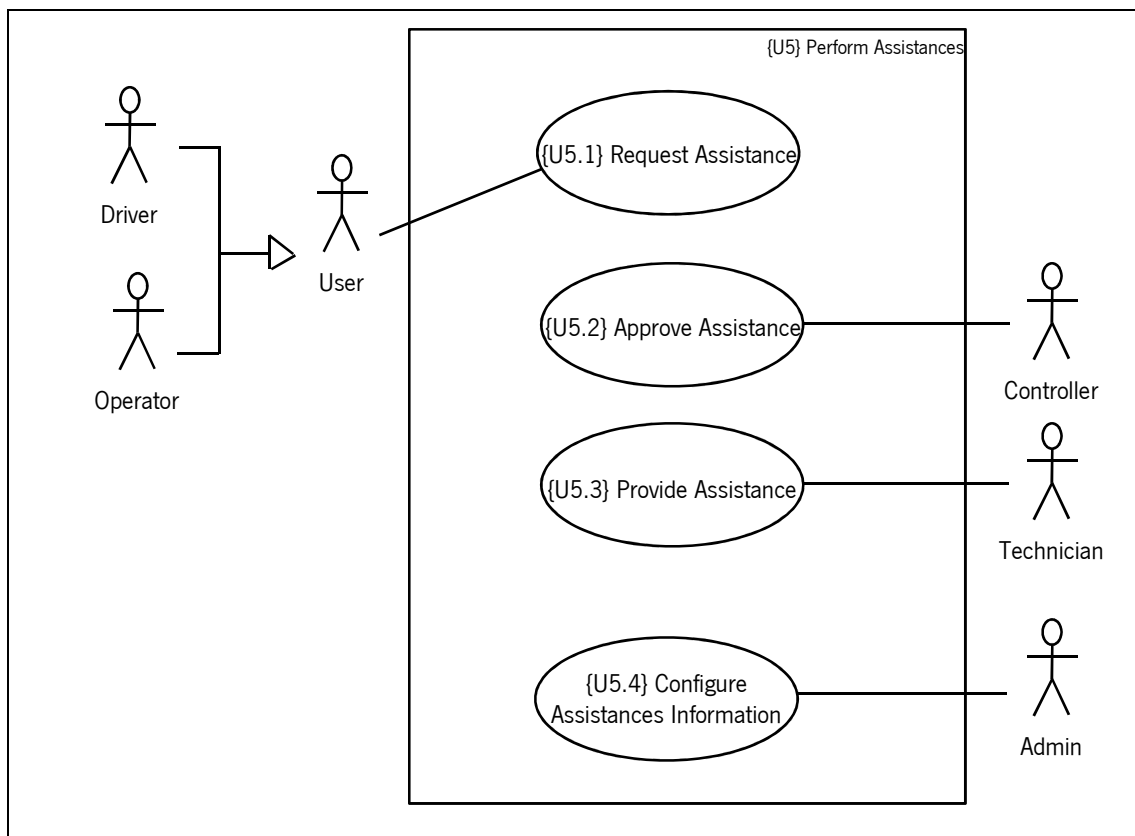 {U5} Perform Assistances
{U5.1} Request Assistance
Driver
User
{U5.2} Approve Assistance
Operator
Controller
{U5.3} Provide Assistance
Technician
{U5.4} Configure
Assistances Information
Admin